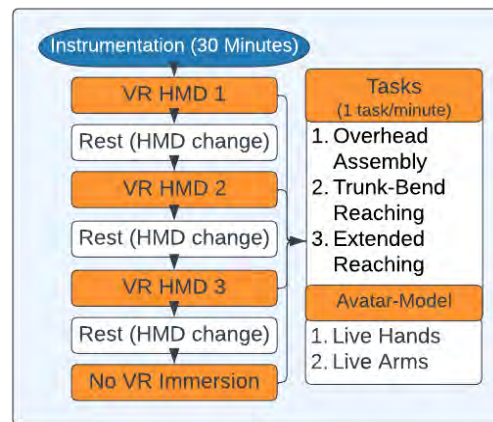 Instrumentation (30 Minutes)
VR HMD 1
Rest (HMD change)
VR HMD 2
Rest (HMD change)
VR HMD 3
Rest (HMD change)
No VR Immersion
Tasks
(1 task/minute)
1. Overhead
Assembly
2. Trunk-Bend
Reaching
3. Extended
Reaching
Avatar-Model
1. Live Hands
2. Live Arms